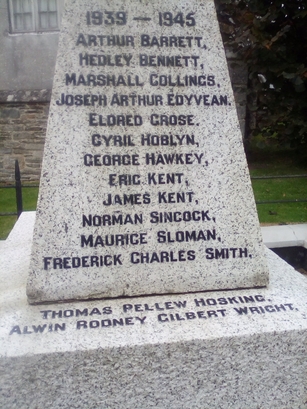 1939 — 1945
Arthur Barrett,
Hedley Bennett,
Marshall Collings,
Joseph Arthur Edyvean,
Eldred Grose,
Cyril Hoblyn,
George Hawkey,
Eric Kent,
James Kent,
Norman Sincock,
Maurice Sloman,
Frederick Charles Smith.
Thomas Pellew Hosking,
Alwin Rodney Gilbert Wright.